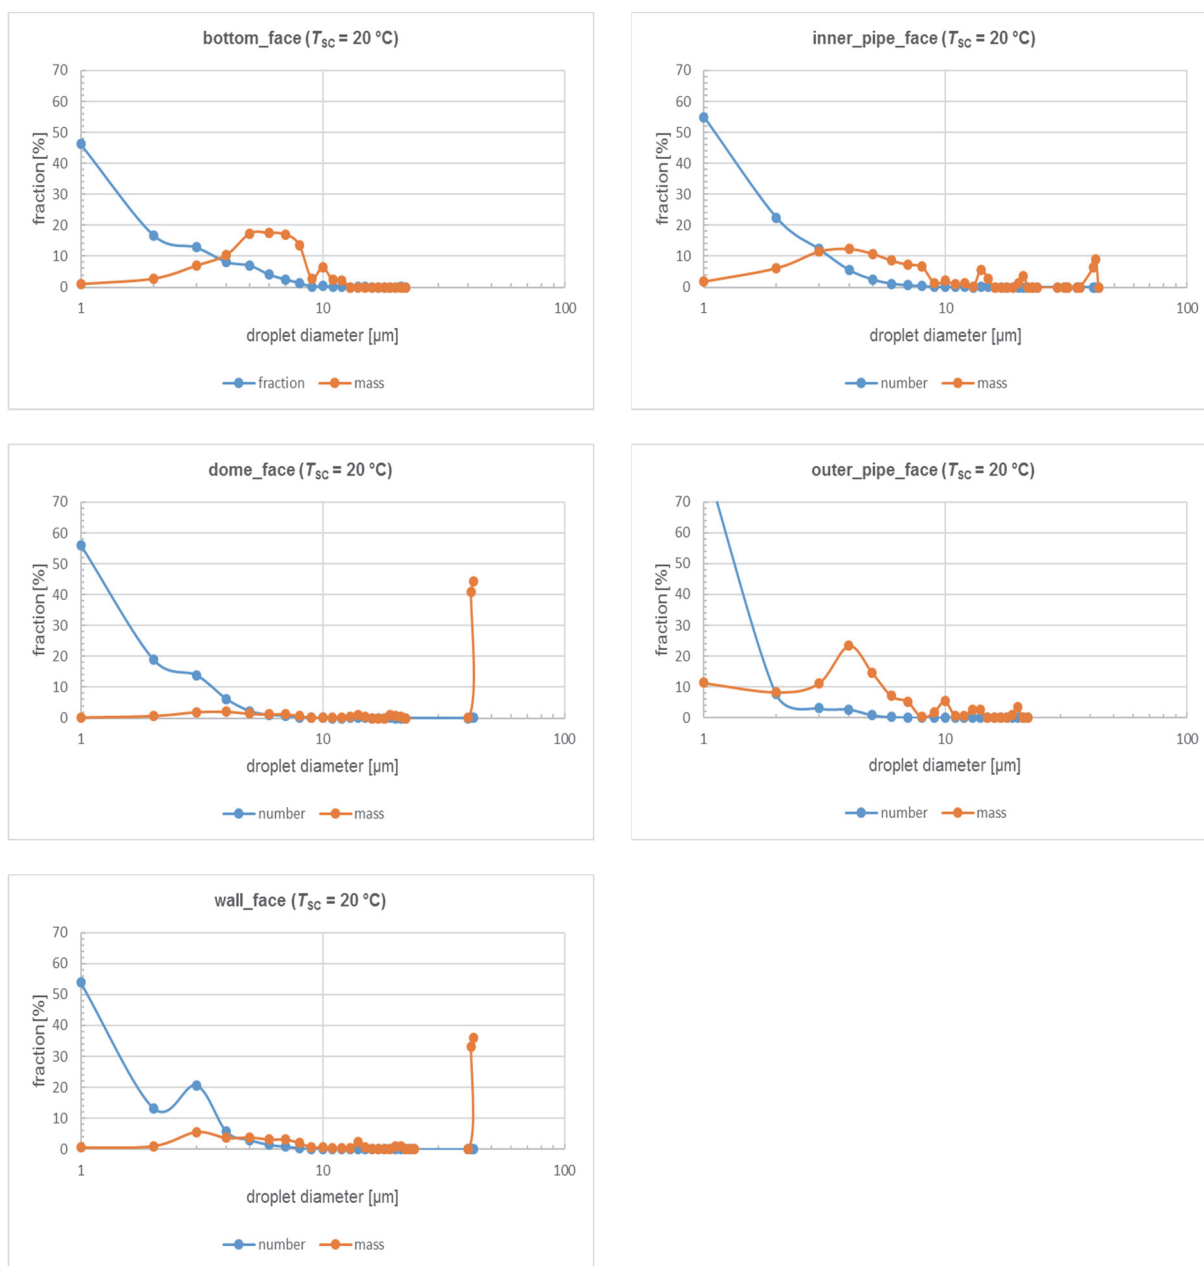 bottom_face (TSC = 20 °C)
fraction [%]
70
60
50
40
30
20
10
0
1
10
100
droplet diameter [µm]
fraction
mass
inner_pipe_face (TSC = 20 °C)
fraction [%]
70
60
50
40
30
20
10
0
1
10
100
droplet diameter [µm]
number
mass
dome_face (TSC = 20 °C)
fraction [%]
70
60
50
40
30
20
10
0
1
10
100
droplet diameter [µm]
number
mass
outer_pipe_face (TSC = 20 °C)
fraction [%]
70
60
50
40
30
20
10
0
1
10
100
droplet diameter [µm]
number
mass
wall_face (TSC = 20 °C)
fraction [%]
70
60
50
40
30
20
10
0
1
10
100
droplet diameter [µm]
number
mass